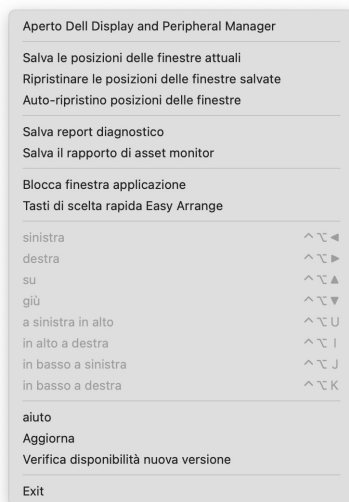 Aperto Dell Display and Peripheral Manager
Salva le posizioni delle finestre attuali
Ripristinare le posizioni delle finestre salvate
Auto-ripristino posizioni delle finestre
Salva report diagnostico
Salva il rapporto di asset monitor
Blocca finestra applicazione
Tasti di scelta rapida Easy Arrange
sinistra ^⌥◀
destra ^⌥▶
su ^⌥▲
giù ^⌥▼
a sinistra in alto ^⌥U
in alto a destra ^⌥I
in basso a sinistra ^⌥J
in basso a destra ^⌥K
aiuto
Aggiorna
Verifica disponibilità nuova versione
Exit